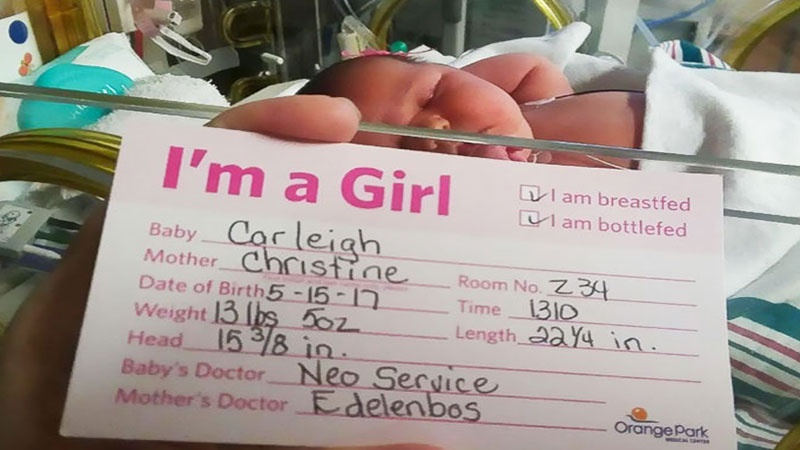 I'm a Girl
I am breastfed
I am bottlefed
Baby Carleigh
Mother Christine
Room No. 234
Date of Birth 5-15-17
Time 1310
Weight 13 lbs 5oz
Length 22 1/4 in.
Head 15 3/8 in.
Baby's Doctor Neo Service
Mother's Doctor Edelenbos
Orange Park
MEDICAL CENTER